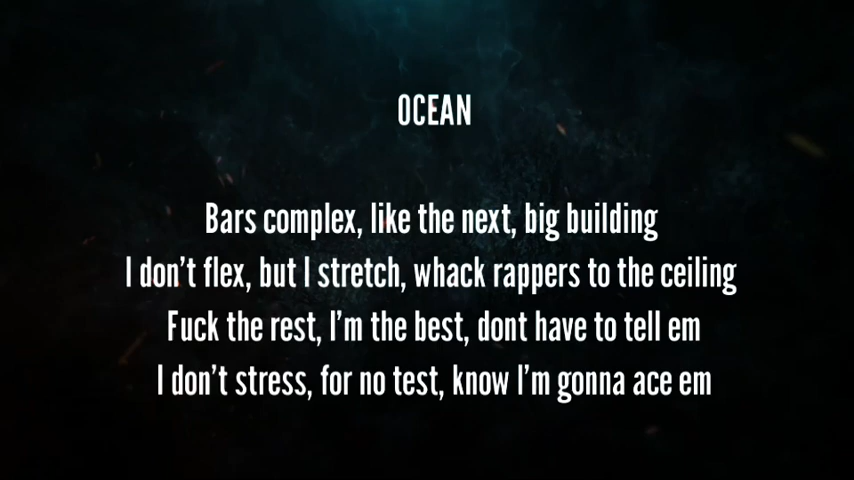 OCEAN
Bars complex, like the next, big building
I don't flex, but I stretch, whack rappers to the ceiling
Fuck the rest, I'm the best, dont have to tell em
I don't stress, for no test, know I'm gonna ace em